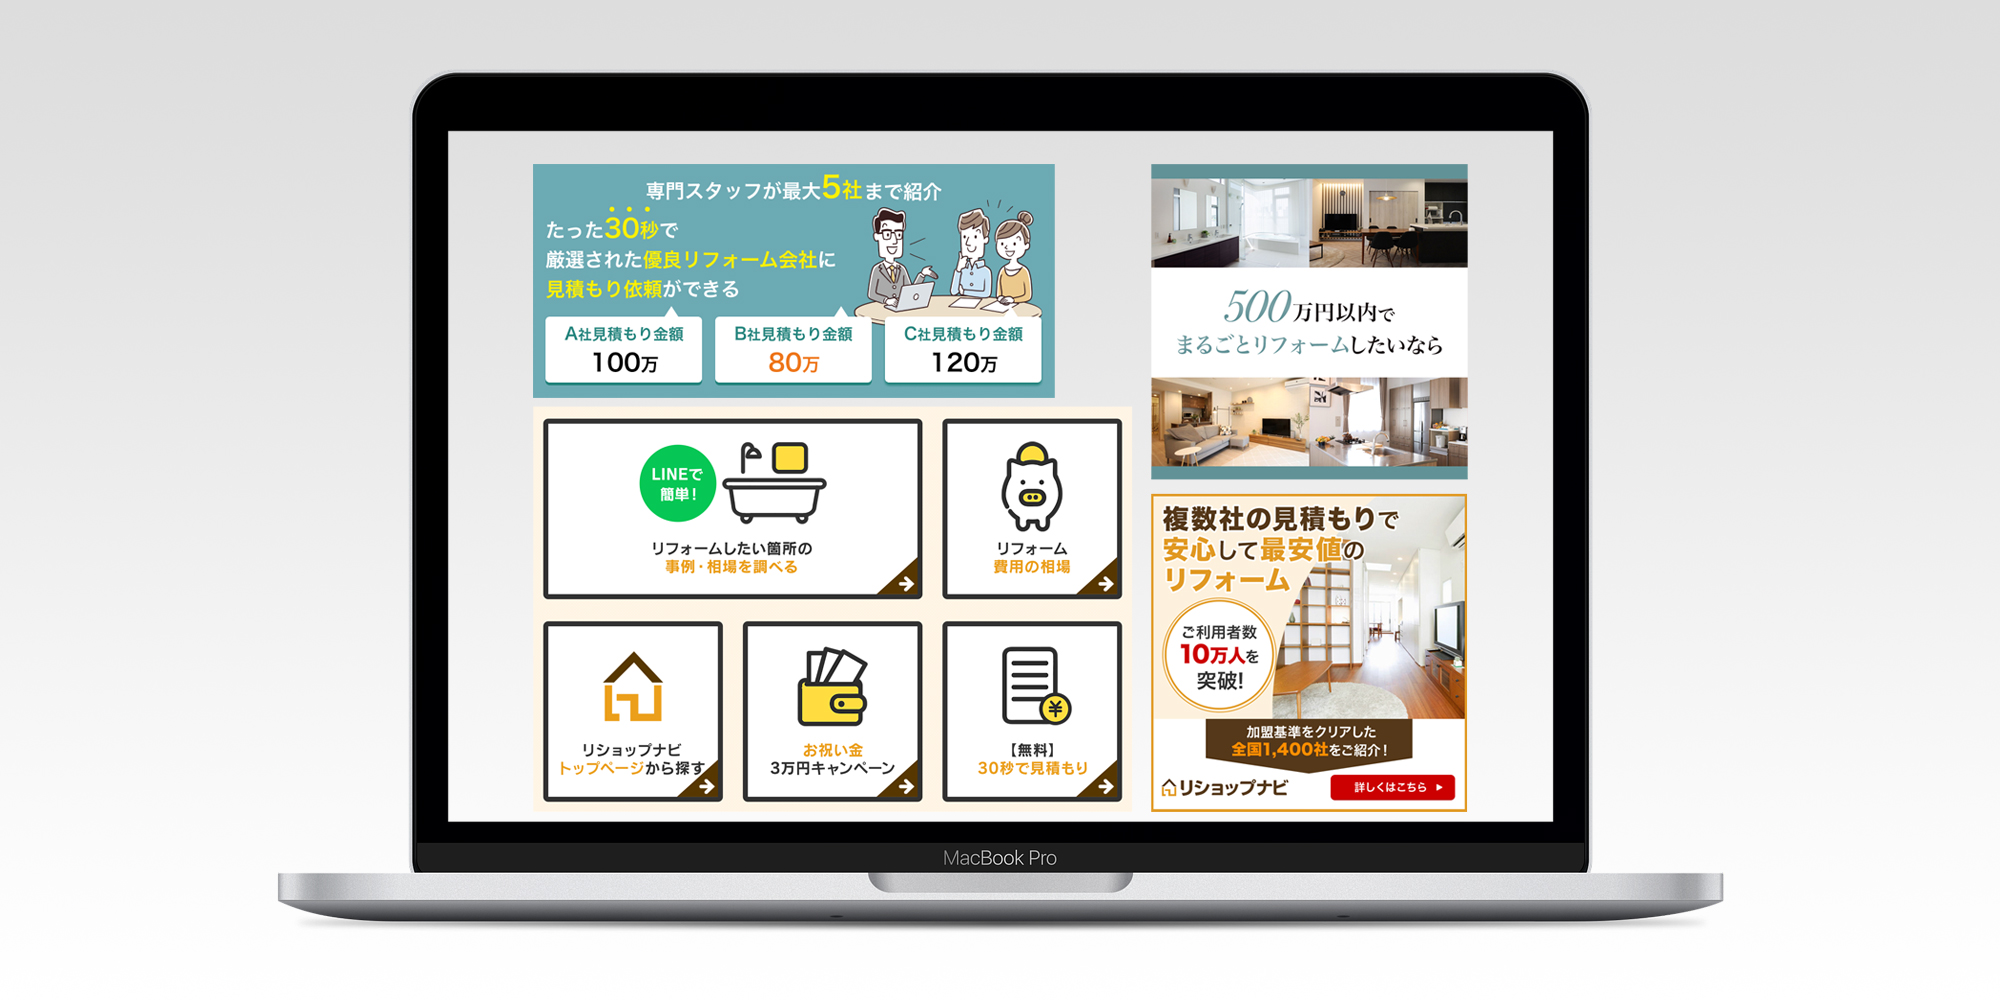 専門スタッフが最大5社まで紹介
たった30秒で
厳選された優良リフォーム会社に
見積もり依頼ができる
A社見積もり金額
100万
B社見積もり金額
80万
C社見積もり金額
120万
LINEで
簡単！
リフォームしたい箇所の
事例・相場を調べる
リフォーム
費用の相場
リショップナビ
トップページから探す
お祝い金
3万円キャンペーン
【無料】
30秒で見積もり
500万円以内で
まるごとリフォームしたいなら
複数社の見積もりで
安心して最安値の
リフォーム
ご利用者数
10万人を
突破!
加盟基準をクリアした
全国1,400社をご紹介！
リショップナビ
詳しくはこちら ▶
MacBook Pro